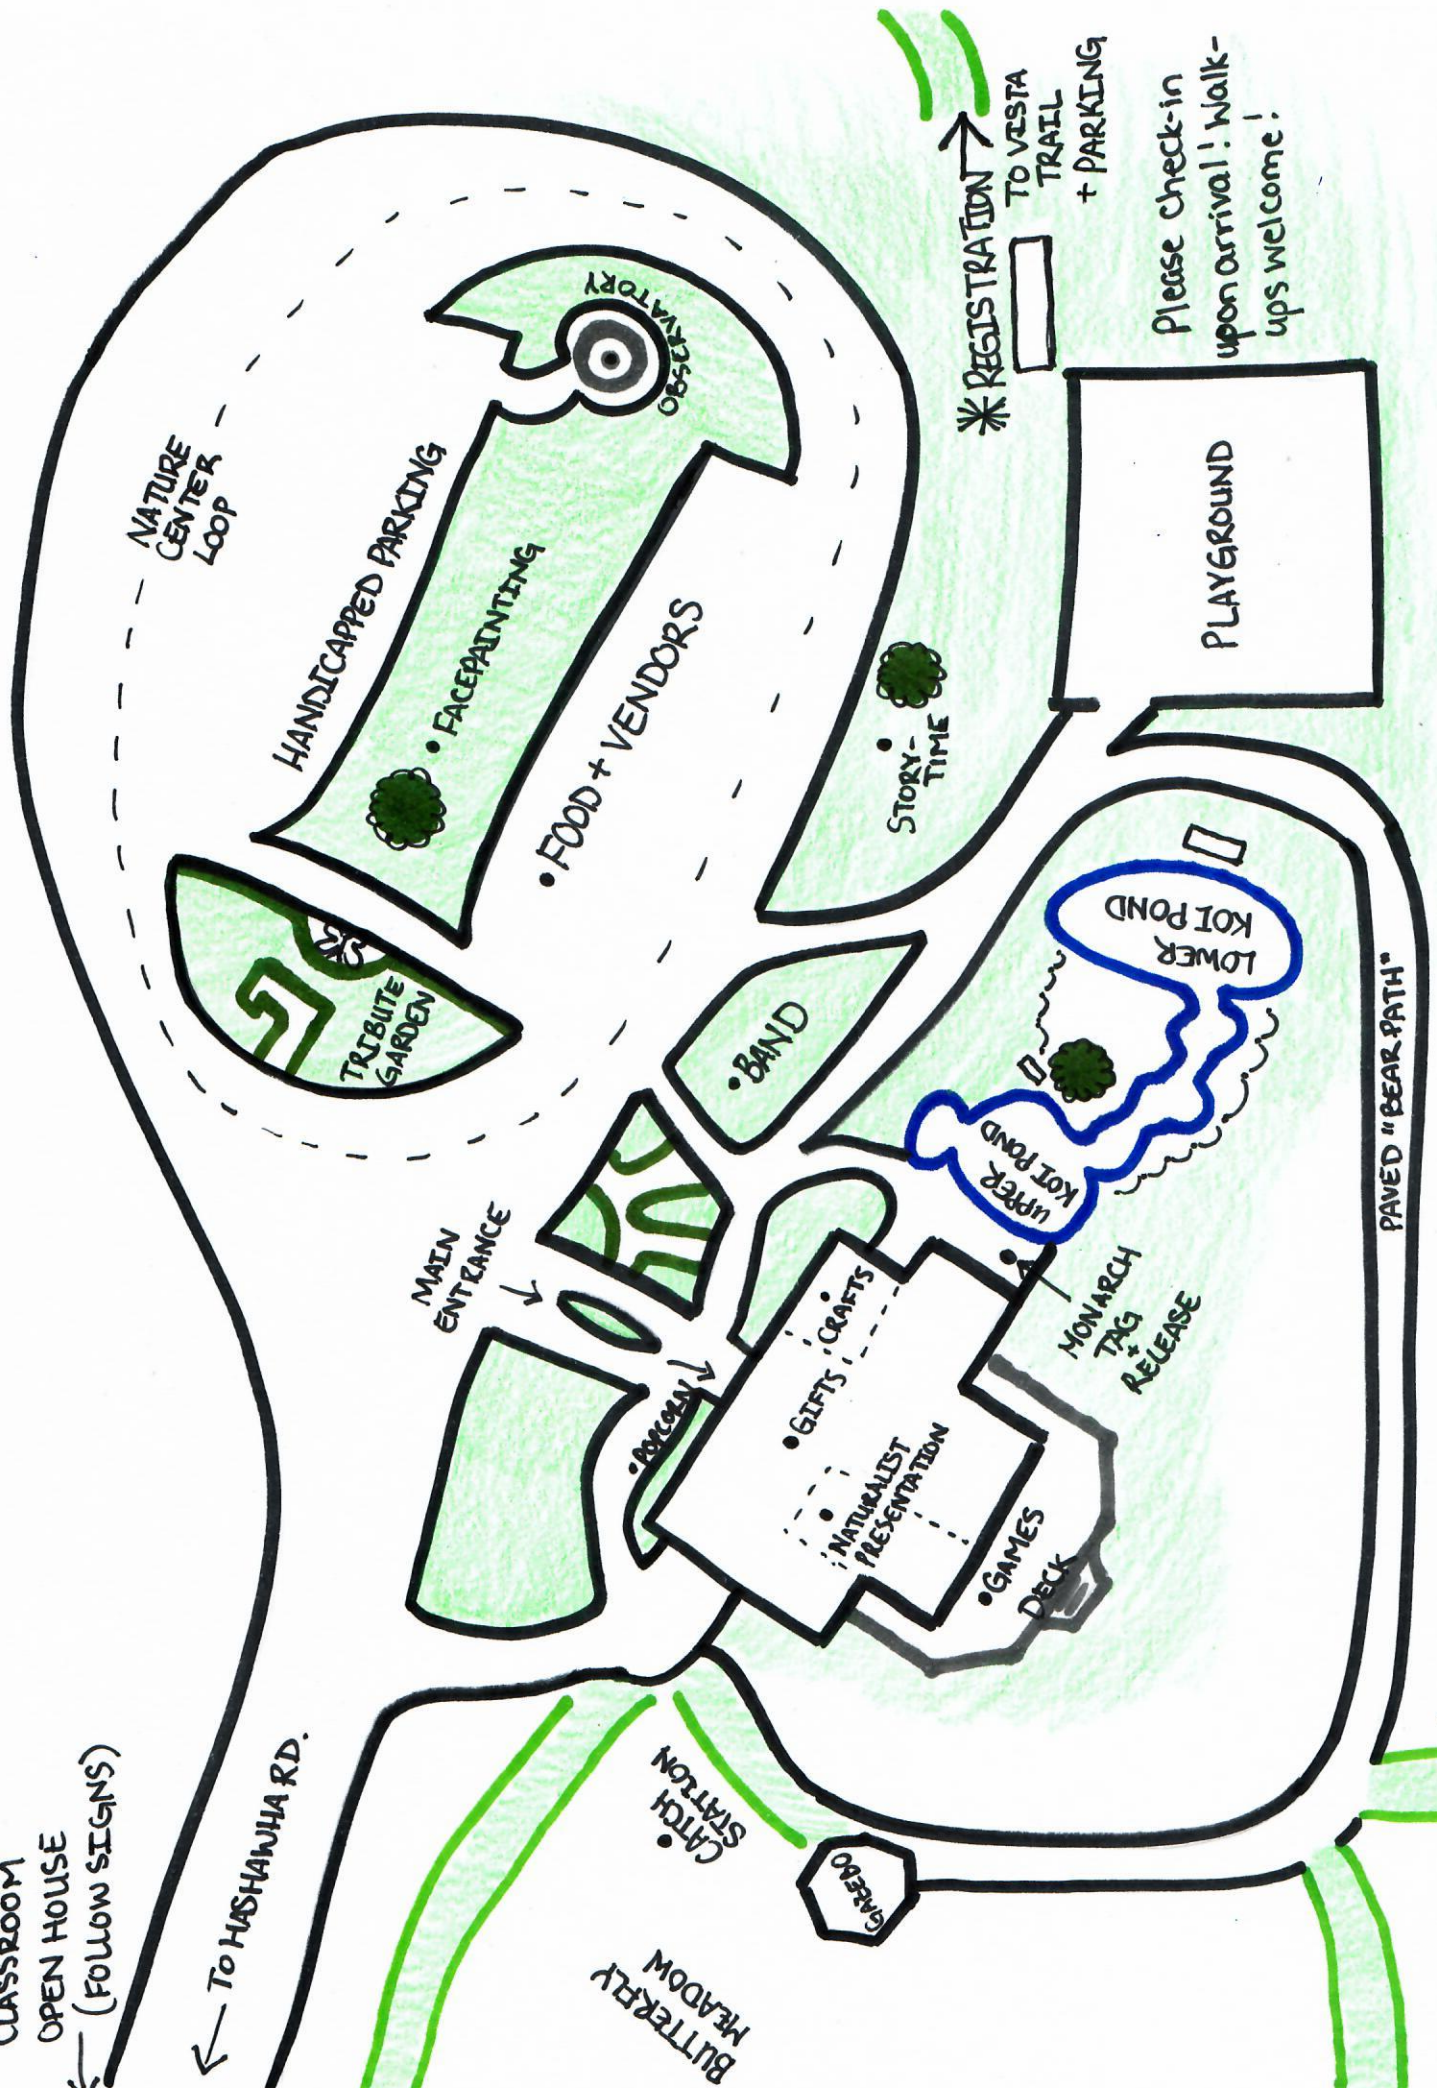 CLASSROOM
OPEN HOUSE
(FOLLOW SIGNS)
TO HASHAWHA RD.
NATURE
CENTER
LOOP
HANDICAPPED PARKING
• FACEPAINTING
OBSERVATORY
• FOOD + VENDORS
TRIBUTE
GARDEN
MAIN
ENTRANCE
• BAND
STORY-
TIME
REGISTRATION
TO VISTA
TRAIL
+ PARKING
Please check-in
upon arrival! Walk-
ups welcome!
PLAYGROUND
• POPCORN
• GIFTS
• CRAFTS
• NATURALIST
PRESENTATION
• GAMES
DECK
MONARCH
TAG
+
RELEASE
UPPER
KOI POND
LOWER
KOI POND
PAVED "BEAR PATH"
• CATCH
STATION
GAZEBO
BUTTERFLY
MEADOW